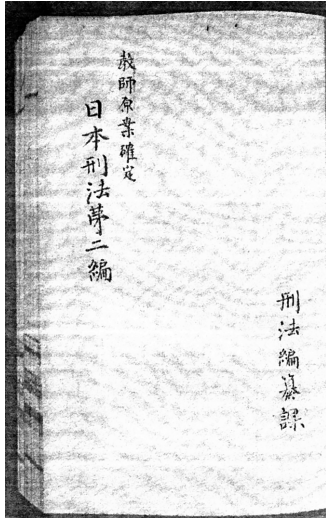 刑法編纂課
教師原案確定
日本刑法第二編